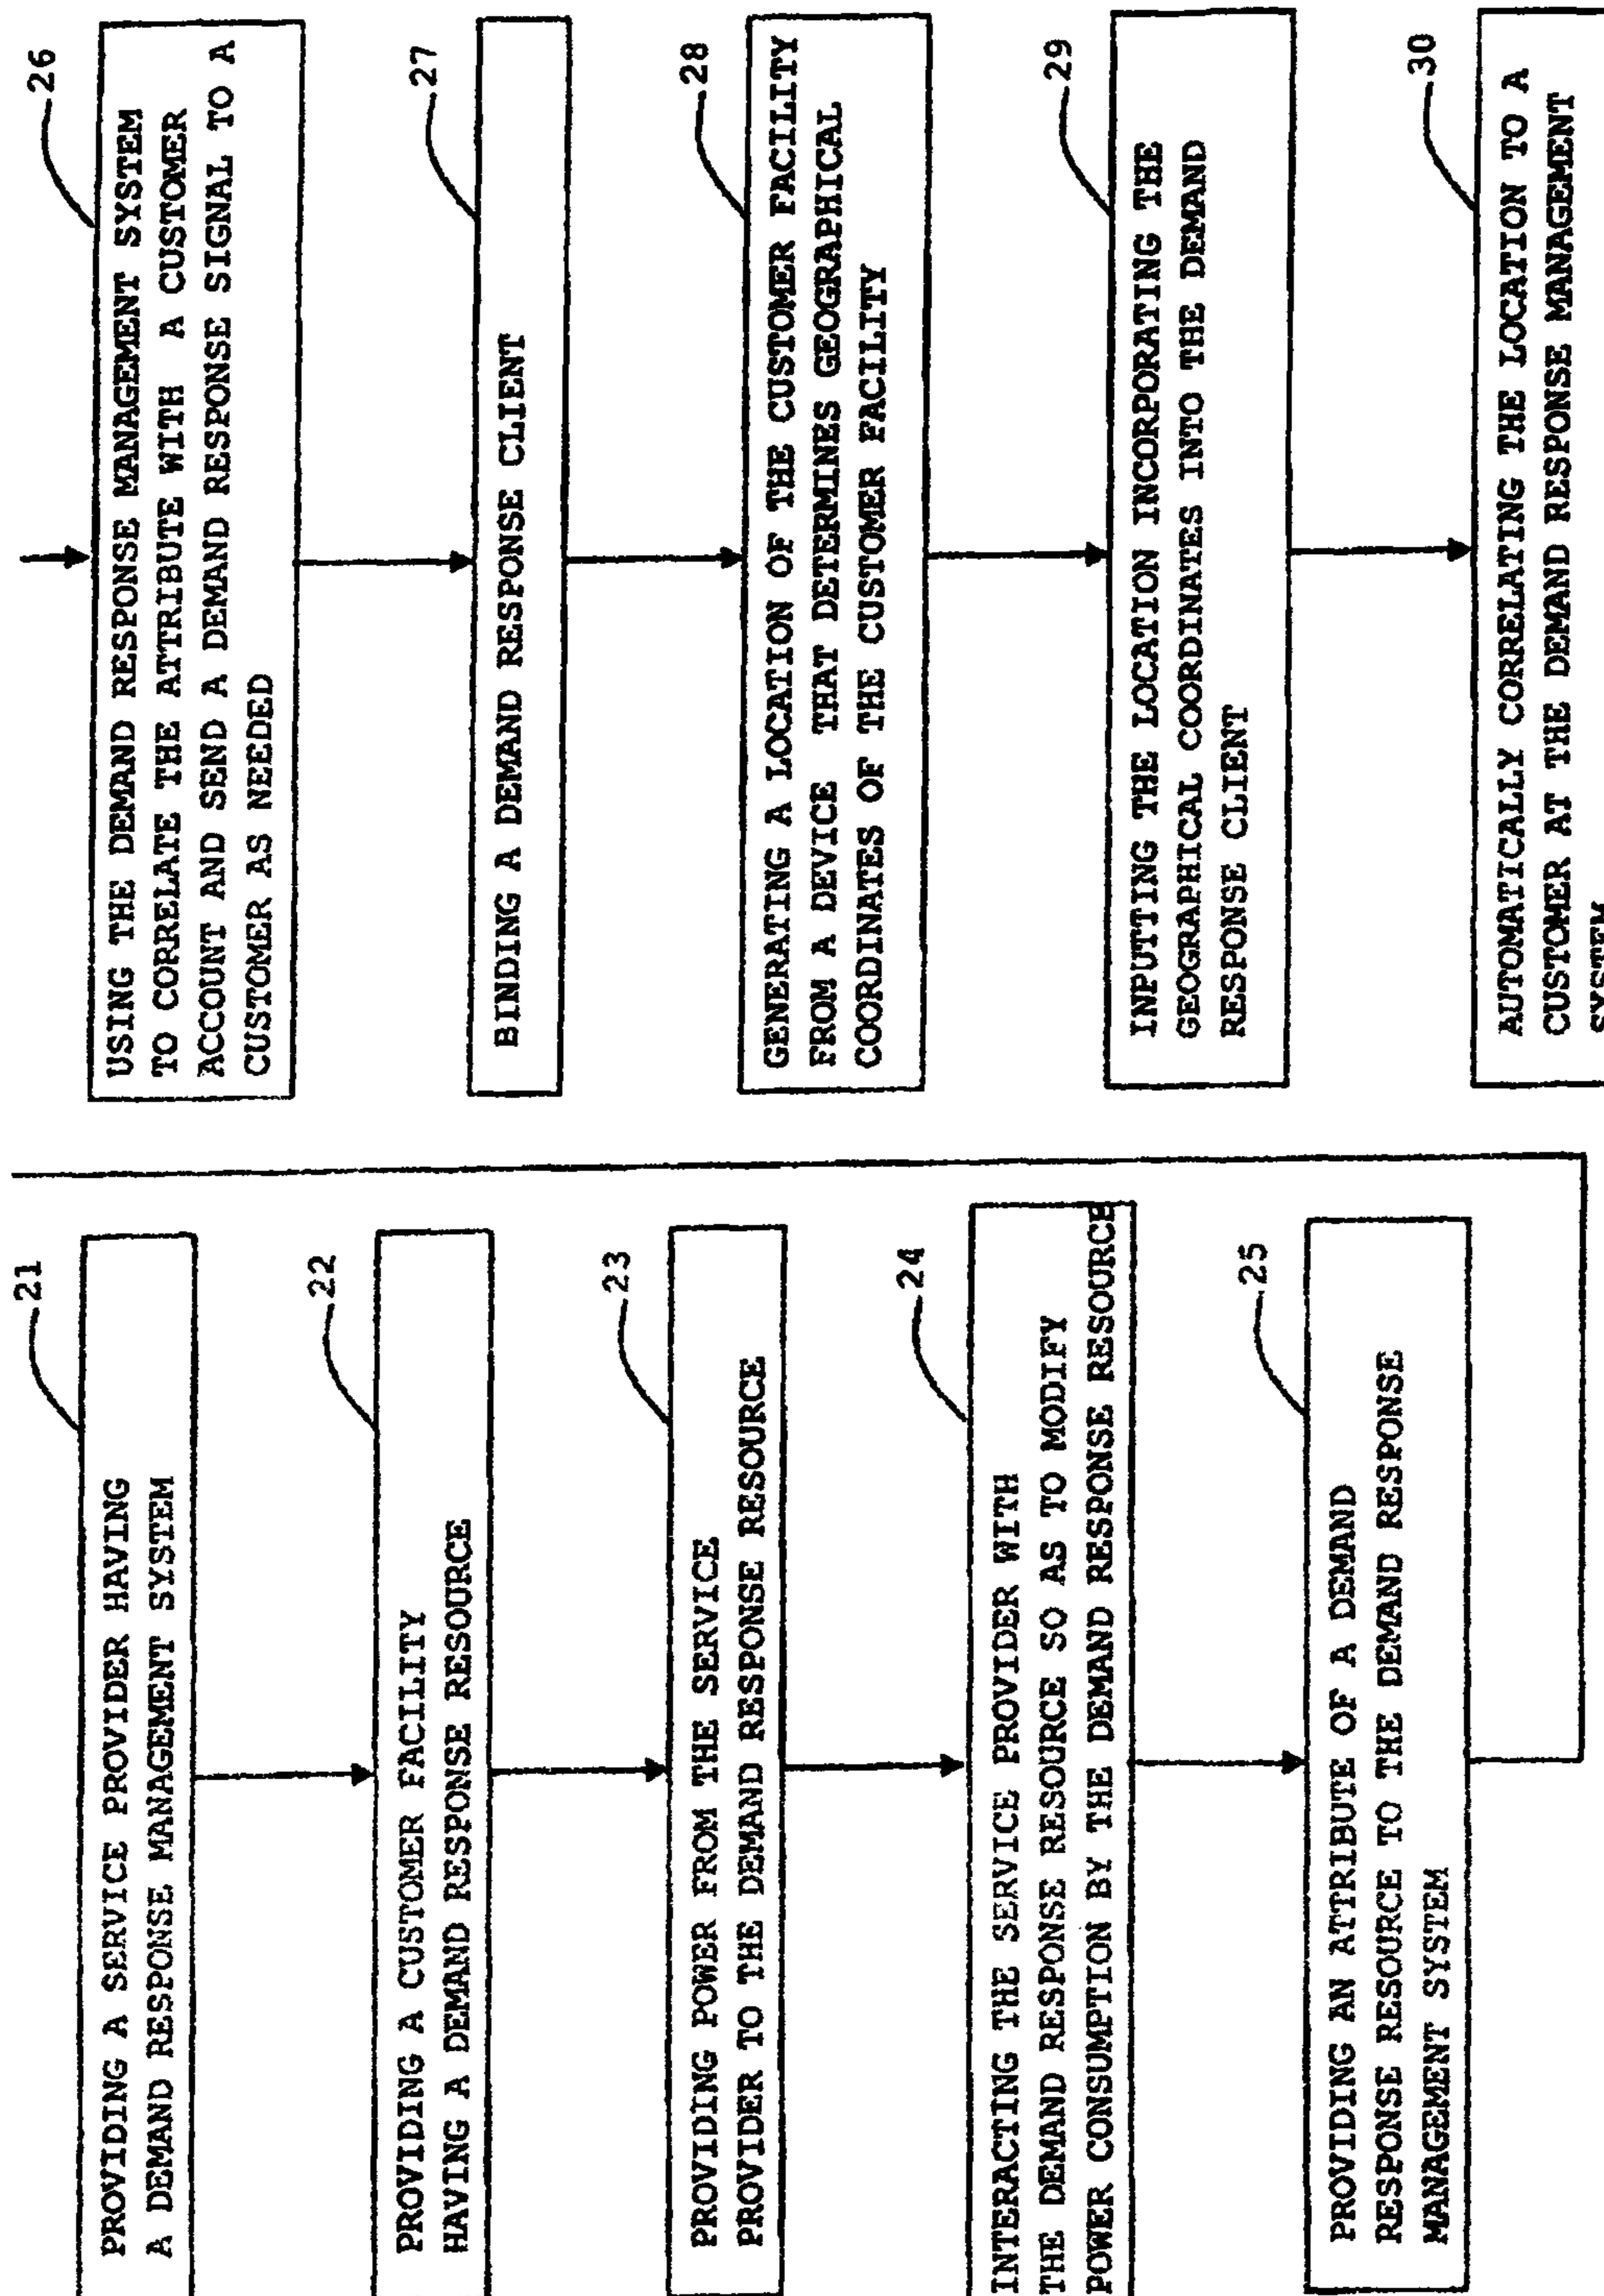 21
PROVIDING A SERVICE PROVIDER HAVING
A DEMAND RESPONSE MANAGEMENT SYSTEM
22
PROVIDING A CUSTOMER FACILITY
HAVING A DEMAND RESPONSE RESOURCE
23
PROVIDING POWER FROM THE SERVICE
PROVIDER TO THE DEMAND RESPONSE RESOURCE
24
INTERACTING THE SERVICE PROVIDER WITH
THE DEMAND RESPONSE RESOURCE SO AS TO MODIFY
POWER CONSUMPTION BY THE DEMAND RESPONSE RESOURCE
25
PROVIDING AN ATTRIBUTE OF A DEMAND
RESPONSE RESOURCE TO THE DEMAND RESPONSE
MANAGEMENT SYSTEM
26
USING THE DEMAND RESPONSE MANAGEMENT SYSTEM
TO CORRELATE THE ATTRIBUTE WITH A CUSTOMER
ACCOUNT AND SEND A DEMAND RESPONSE SIGNAL TO A
CUSTOMER AS NEEDED
27
BINDING A DEMAND RESPONSE CLIENT
28
GENERATING A LOCATION OF THE CUSTOMER FACILITY
FROM A DEVICE THAT DETERMINES GEOGRAPHICAL
COORDINATES OF THE CUSTOMER FACILITY
29
INPUTTING THE LOCATION INCORPORATING THE
GEOGRAPHICAL COORDINATES INTO THE DEMAND
RESPONSE CLIENT
30
AUTOMATICALLY CORRELATING THE LOCATION TO A
CUSTOMER AT THE DEMAND RESPONSE MANAGEMENT
SYSTEM